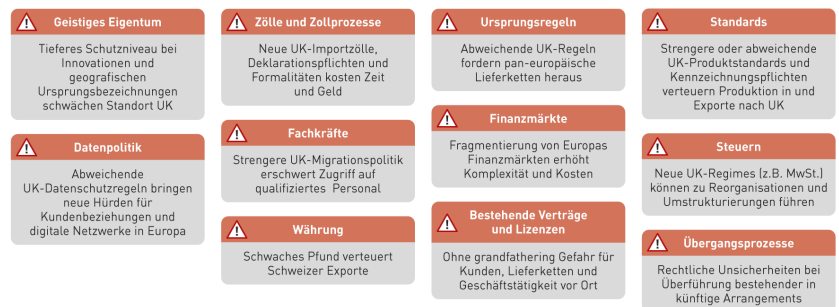 Geistiges Eigentum
Tieferes Schutzniveau bei
Innovationen und
geografischen
Ursprungsbezeichnungen
schwächen Standort UK
Datenpolitik
Abweichende
UK-Datenschutzregeln bringen
neue Hürden für
Kundenbeziehungen und
digitale Netzwerke in Europa
Zölle und Zollprozesse
Neue UK-Importzölle,
Deklarationspflichten und
Formalitäten kosten Zeit
und Geld
Fachkräfte
Strengere UK-Migrationspolitik
erschwert Zugriff auf
qualifiziertes Personal
Währung
Schwaches Pfund verteuert
Schweizer Exporte
Ursprungsregeln
Abweichende UK-Regeln
fordern pan-europäische
Lieferketten heraus
Finanzmärkte
Fragmentierung von Europas
Finanzmärkten erhöht
Komplexität und Kosten
Bestehende Verträge
und Lizenzen
Ohne grandfathering Gefahr für
Kunden, Lieferketten und
Geschäftstätigkeit vor Ort
Standards
Strengere oder abweichende
UK-Produktstandards und
Kennzeichnungspflichten
verteuern Produktion in und
Exporte nach UK
Steuern
Neue UK-Regimes (z.B. MwSt.)
können zu Reorganisationen und
Umstrukturierungen führen
Übergangsprozesse
Rechtliche Unsicherheiten bei
Überführung bestehender in
künftige Arrangements